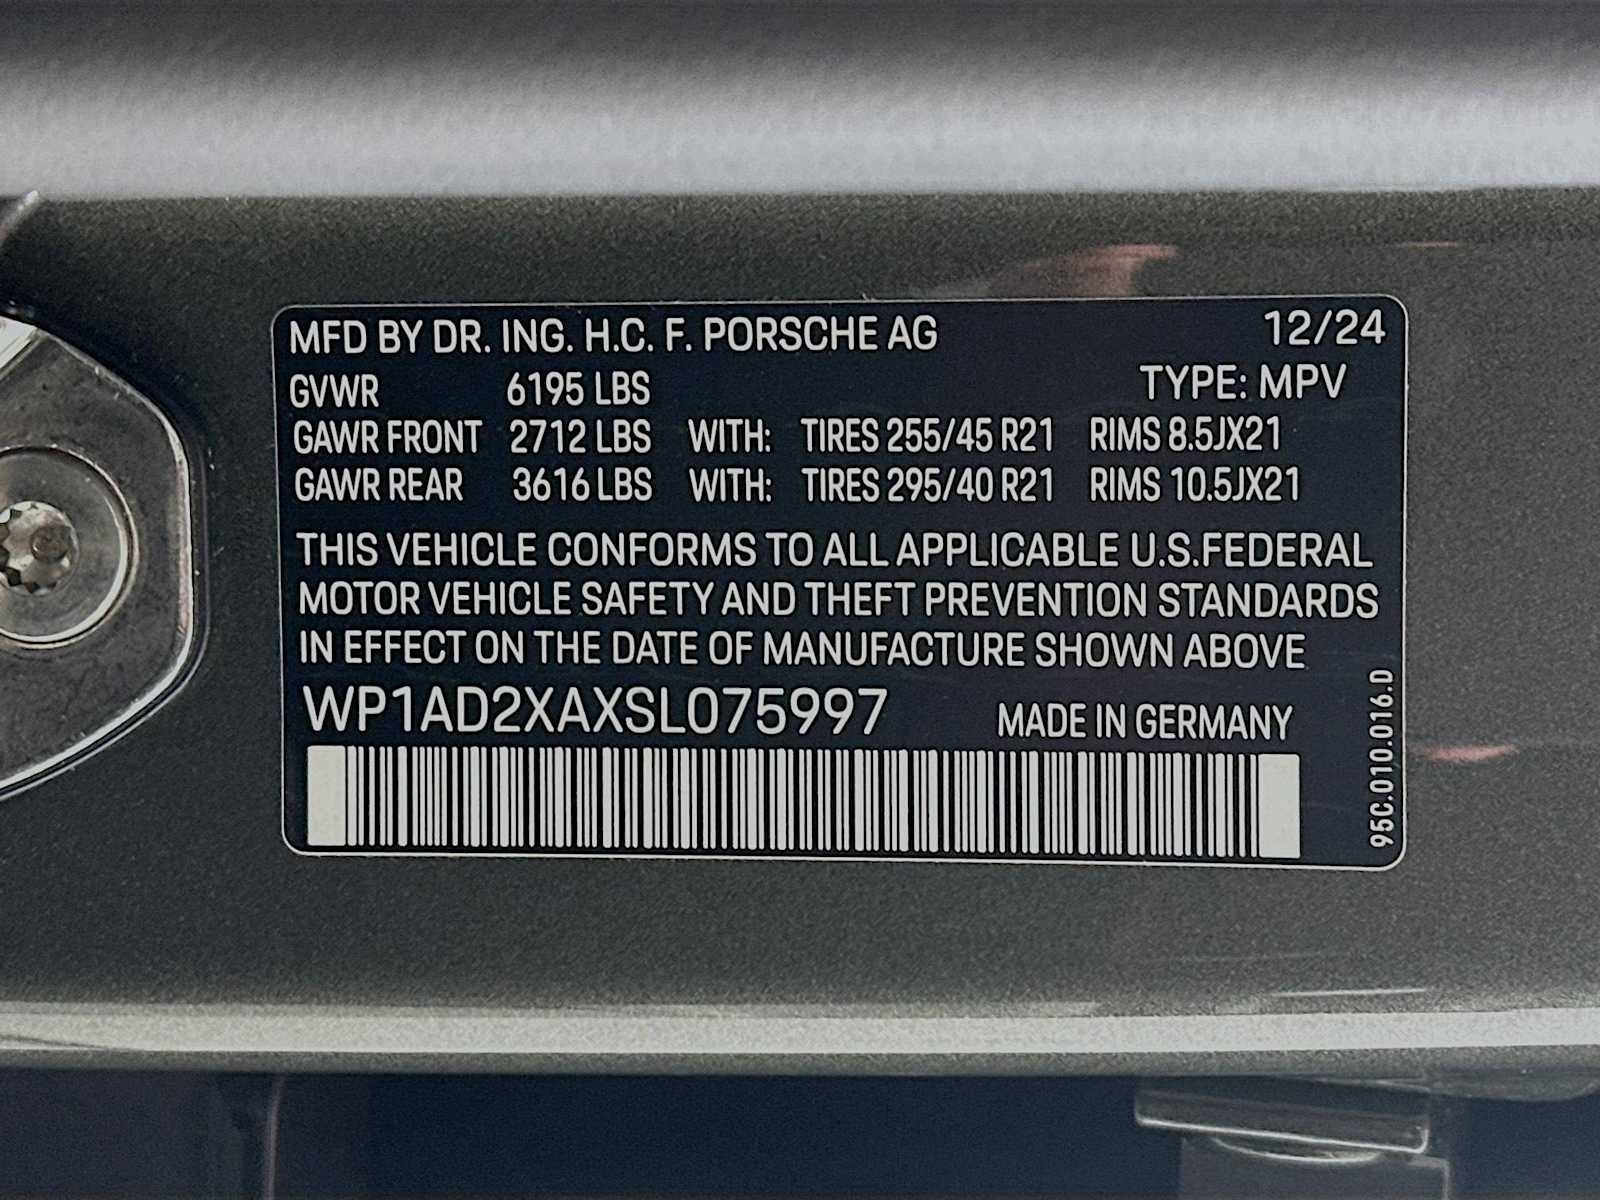 MFD BY DR. ING. H.C. F. PORSCHE AG 12/24
GVWR 6195 LBS TYPE: MPV
GAWR FRONT 2712 LBS WITH: TIRES 255/45 R21 RIMS 8.5JX21
GAWR REAR 3616 LBS WITH: TIRES 295/40 R21 RIMS 10.5JX21
THIS VEHICLE CONFORMS TO ALL APPLICABLE U.S.FEDERAL
MOTOR VEHICLE SAFETY AND THEFT PREVENTION STANDARDS
IN EFFECT ON THE DATE OF MANUFACTURE SHOWN ABOVE
WP1AD2XAXSL075997 MADE IN GERMANY
95C.010.016.D